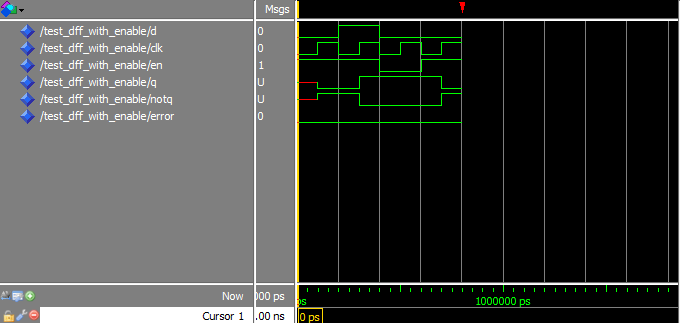 Msgs
/test_dff_with_enable/d 0
/test_dff_with_enable/clk 0
/test_dff_with_enable/en 1
/test_dff_with_enable/q U
/test_dff_with_enable/notq U
/test_dff_with_enable/error 0
Now 000 ps ps 1000000 ps
Cursor 1 .00 ns 0 ps